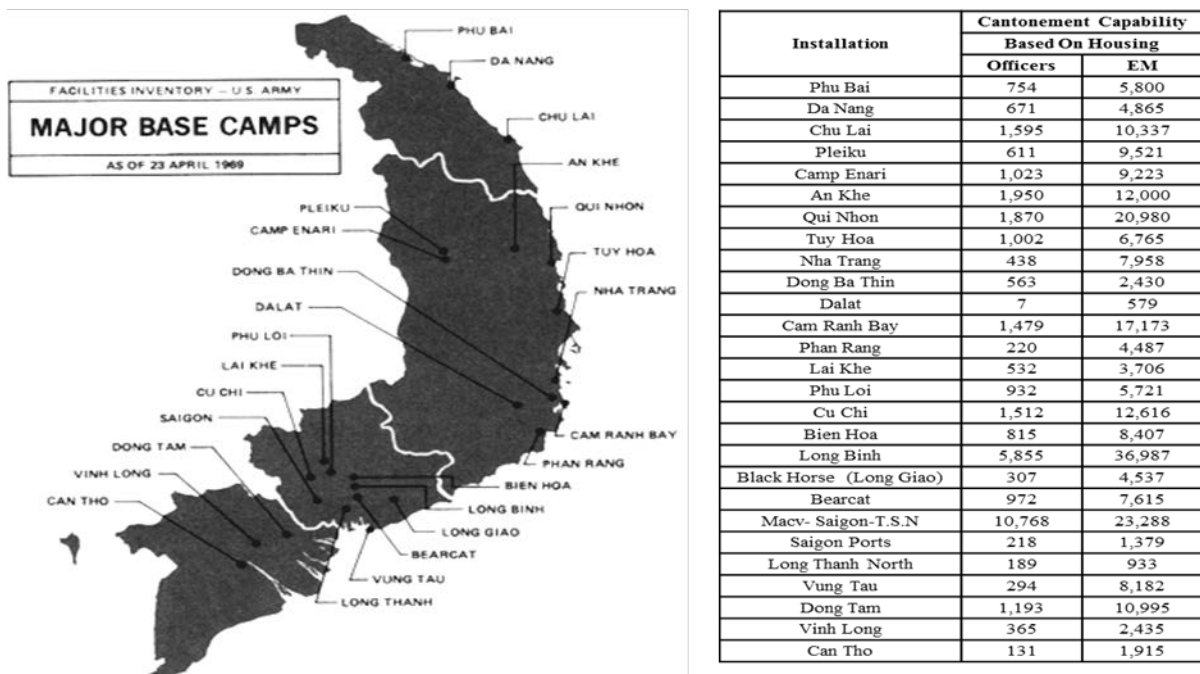 FACILITIES INVENTORY – U.S. ARMY
MAJOR BASE CAMPS
AS OF 23 APRIL 1969
PHU BAI
DA NANG
CHU LAI
AN KHE
PLEIKU
QUI NHON
CAMP ENARI
TUY HOA
DONG BA THIN
NHA TRANG
DALAT
PHU LOI
LAI KHE
CU CHI
SAIGON
CAM RANH BAY
DONG TAM
PHAN RANG
VINH LONG
BIEN HOA
CAN THO
LONG BINH
LONG GIAO
BEARCAT
VUNG TAU
LONG THANH
Installation
Cantonement Capability
Based On Housing
Officers EM
Phu Bai 754 5,800
Da Nang 671 4,865
Chu Lai 1,595 10,337
Pleiku 611 9,521
Camp Enari 1,023 9,223
An Khe 1,950 12,000
Qui Nhon 1,870 20,980
Tuy Hoa 1,002 6,765
Nha Trang 438 7,958
Dong Ba Thin 563 2,430
Dalat 7 579
Cam Ranh Bay 1,479 17,173
Phan Rang 220 4,487
Lai Khe 532 3,706
Phu Loi 932 5,721
Cu Chi 1,512 12,616
Bien Hoa 815 8,407
Long Binh 5,855 36,987
Black Horse (Long Giao) 307 4,537
Bearcat 972 7,615
Macv- Saigon-T.S.N 10,768 23,288
Saigon Ports 218 1,379
Long Thanh North 189 933
Vung Tau 294 8,182
Dong Tam 1,193 10,995
Vinh Long 365 2,435
Can Tho 131 1,915